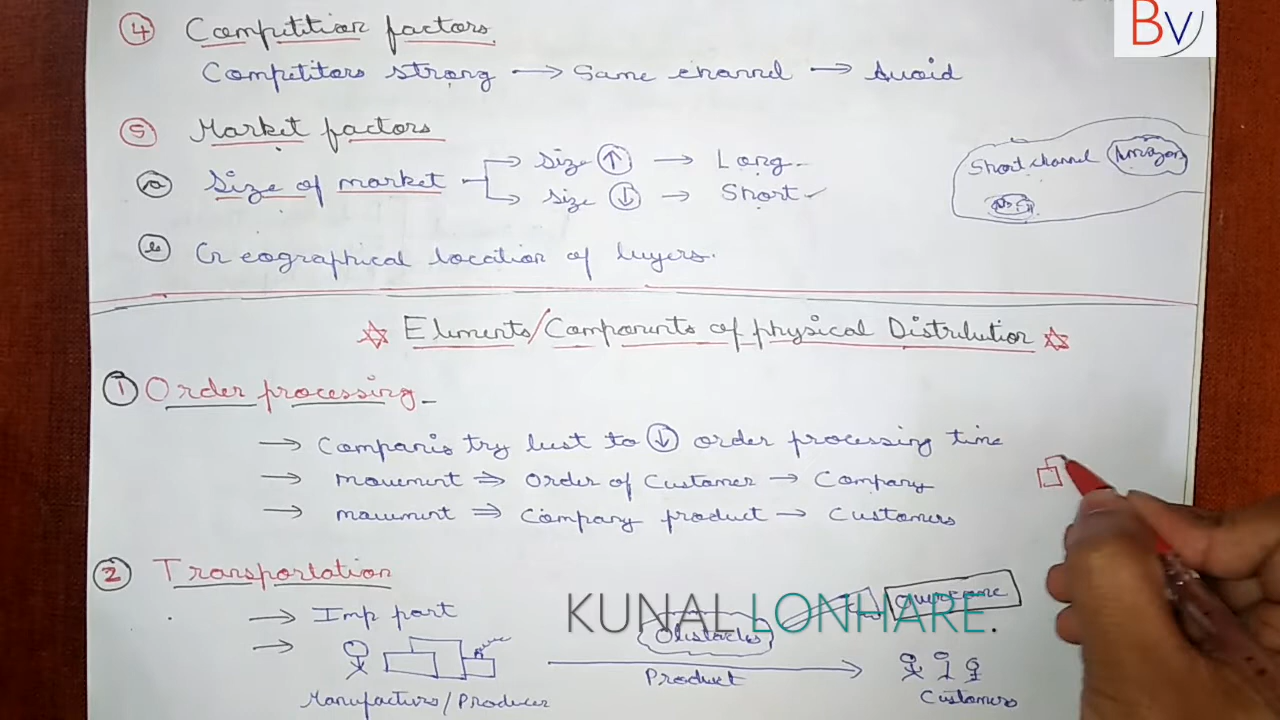 BV
④ Competition factors.
Competitors strong → Same channel → Avoid
⑤ Market factors
ⓐ Size of market → Size ↑ → Long
→ Size ↓ → Short
Short channel Amazon
ⓑ Geographical location of buyers.
☆ Elements/Components of physical Distribution ☆
① Order processing
→ Companis try best to ↓ order processing time
→ movement ⇒ Order of Customer → Company
→ movement ⇒ Company product → Customers
② Transportation
→ Imp part
→ Obstacles → overcome
KUNAL LONHARE.
Product
Manufacturs/Producer
Customers